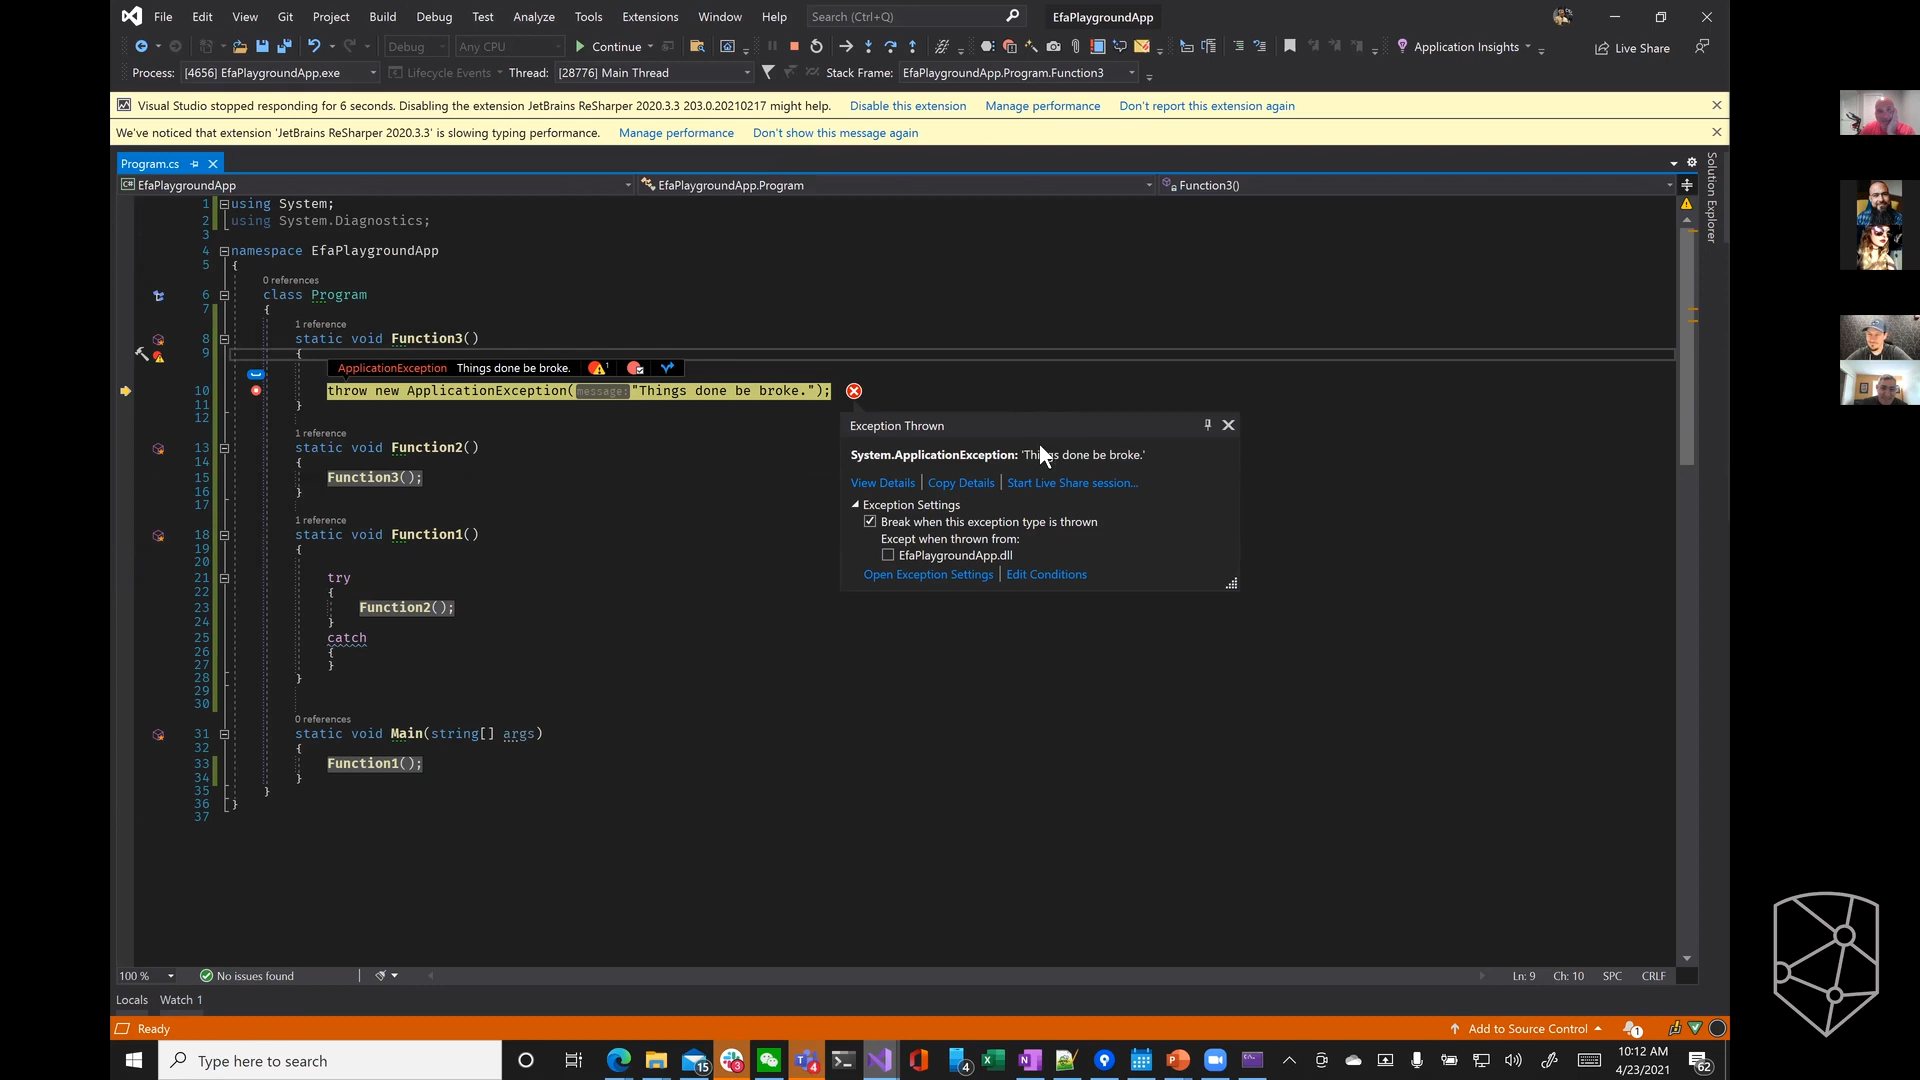 File Edit View Git Project Build Debug Test Analyze Tools Extensions Window Help Search (Ctrl+Q) EfaPlaygroundApp
Debug Any CPU Continue Application Insights Live Share
Process: [4656] EfaPlaygroundApp.exe Lifecycle Events Thread: [28776] Main Thread Stack Frame: EfaPlaygroundApp.Program.Function3
Visual Studio stopped responding for 6 seconds. Disabling the extension JetBrains ReSharper 2020.3.3 203.0.20210217 might help. Disable this extension Manage performance Don't report this extension again
We've noticed that extension 'JetBrains ReSharper 2020.3.3' is slowing typing performance. Manage performance Don't show this message again
Program.cs
EfaPlaygroundApp EfaPlaygroundApp.Program Function3()
Solution Explorer
1 using System;
2 using System.Diagnostics;
3
4 namespace EfaPlaygroundApp
5 {
0 references
6 class Program
7 {
1 reference
8 static void Function3()
9 {
ApplicationException Things done be broke. 1
10 throw new ApplicationException(message: "Things done be broke.");
11 }
12
1 reference
13 static void Function2()
14 {
15 Function3();
16 }
17
1 reference
18 static void Function1()
19 {
20
21 try
22 {
23 Function2();
24 }
25 catch
26 {
27 }
28 }
29
30
0 references
31 static void Main(string[] args)
32 {
33 Function1();
34 }
35 }
36 }
37
Exception Thrown
System.ApplicationException: 'Things done be broke.'
View Details Copy Details Start Live Share session...
Exception Settings
Break when this exception type is thrown
Except when thrown from:
EfaPlaygroundApp.dll
Open Exception Settings Edit Conditions
100 % No issues found Ln: 9 Ch: 10 SPC CRLF
Locals Watch 1
Ready Add to Source Control 1
Type here to search 15 3 4 4 10:12 AM
4/23/2021 62